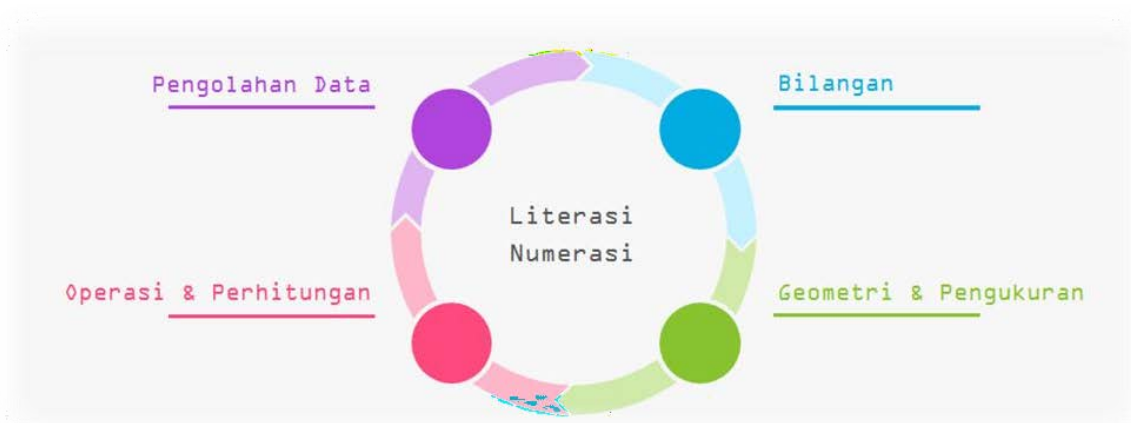 Pengolahan Data
Bilangan
Literasi
Numerasi
Operasi & Perhitungan
Geometri & Pengukuran